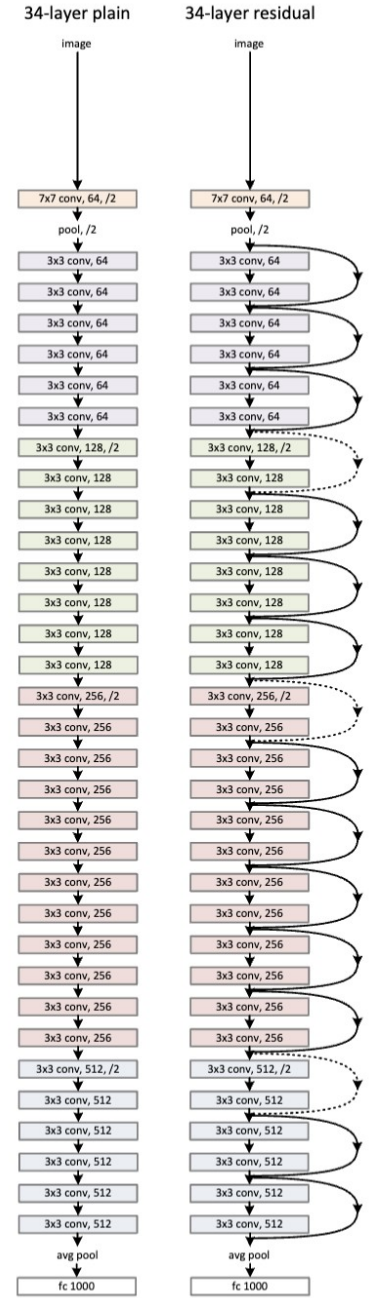 34-layer plain
image
7x7 conv, 64, /2
pool, /2
3x3 conv, 64
3x3 conv, 64
3x3 conv, 64
3x3 conv, 64
3x3 conv, 64
3x3 conv, 64
3x3 conv, 128, /2
3x3 conv, 128
3x3 conv, 128
3x3 conv, 128
3x3 conv, 128
3x3 conv, 128
3x3 conv, 128
3x3 conv, 128
3x3 conv, 256, /2
3x3 conv, 256
3x3 conv, 256
3x3 conv, 256
3x3 conv, 256
3x3 conv, 256
3x3 conv, 256
3x3 conv, 256
3x3 conv, 256
3x3 conv, 256
3x3 conv, 256
3x3 conv, 256
3x3 conv, 512, /2
3x3 conv, 512
3x3 conv, 512
3x3 conv, 512
3x3 conv, 512
3x3 conv, 512
avg pool
fc 1000
34-layer residual
image
7x7 conv, 64, /2
pool, /2
3x3 conv, 64
3x3 conv, 64
3x3 conv, 64
3x3 conv, 64
3x3 conv, 64
3x3 conv, 64
3x3 conv, 128, /2
3x3 conv, 128
3x3 conv, 128
3x3 conv, 128
3x3 conv, 128
3x3 conv, 128
3x3 conv, 128
3x3 conv, 128
3x3 conv, 256, /2
3x3 conv, 256
3x3 conv, 256
3x3 conv, 256
3x3 conv, 256
3x3 conv, 256
3x3 conv, 256
3x3 conv, 256
3x3 conv, 256
3x3 conv, 256
3x3 conv, 256
3x3 conv, 256
3x3 conv, 512, /2
3x3 conv, 512
3x3 conv, 512
3x3 conv, 512
3x3 conv, 512
3x3 conv, 512
avg pool
fc 1000